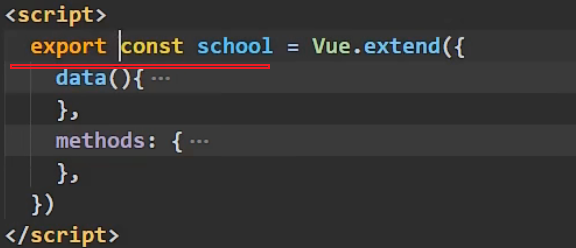 <script>
export const school = Vue.extend({
data(){ ···
},
methods: { ···
},
})
</script>